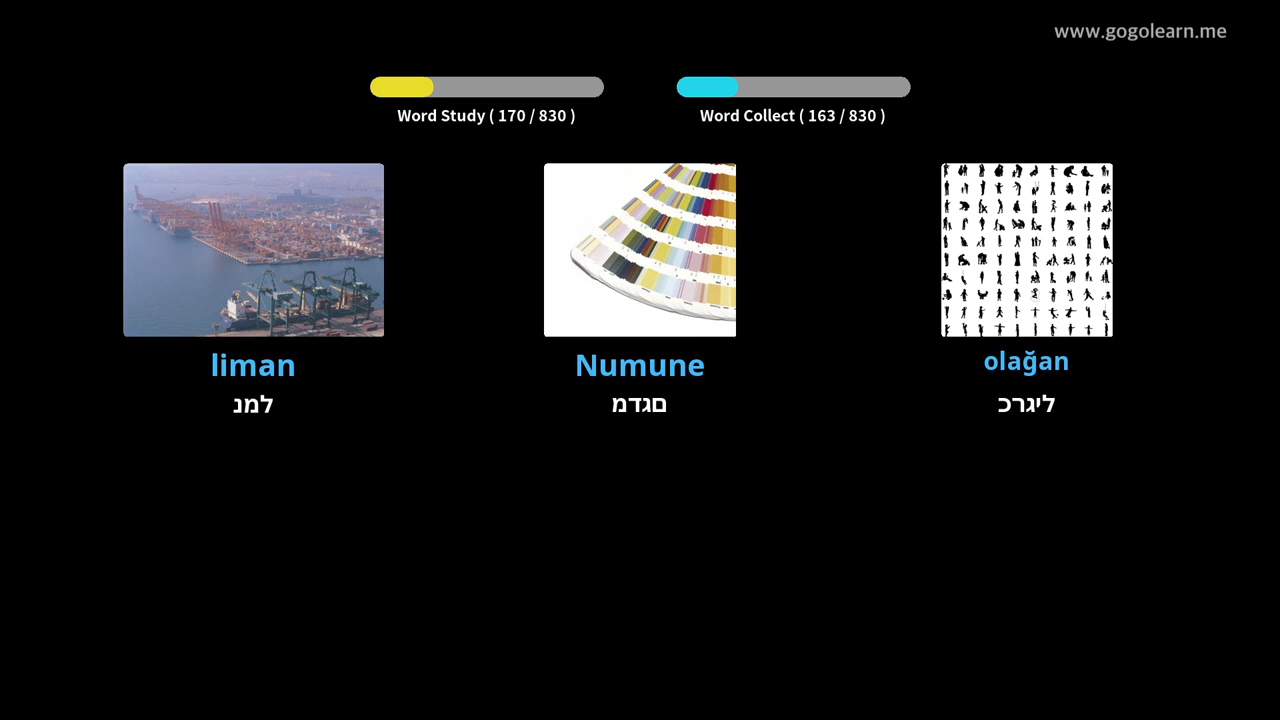 www.gogolearn.me
Word Study ( 170 / 830 )
Word Collect ( 163 / 830 )
liman
למנ
Numune
םגדמ
olağan
ליגרכ